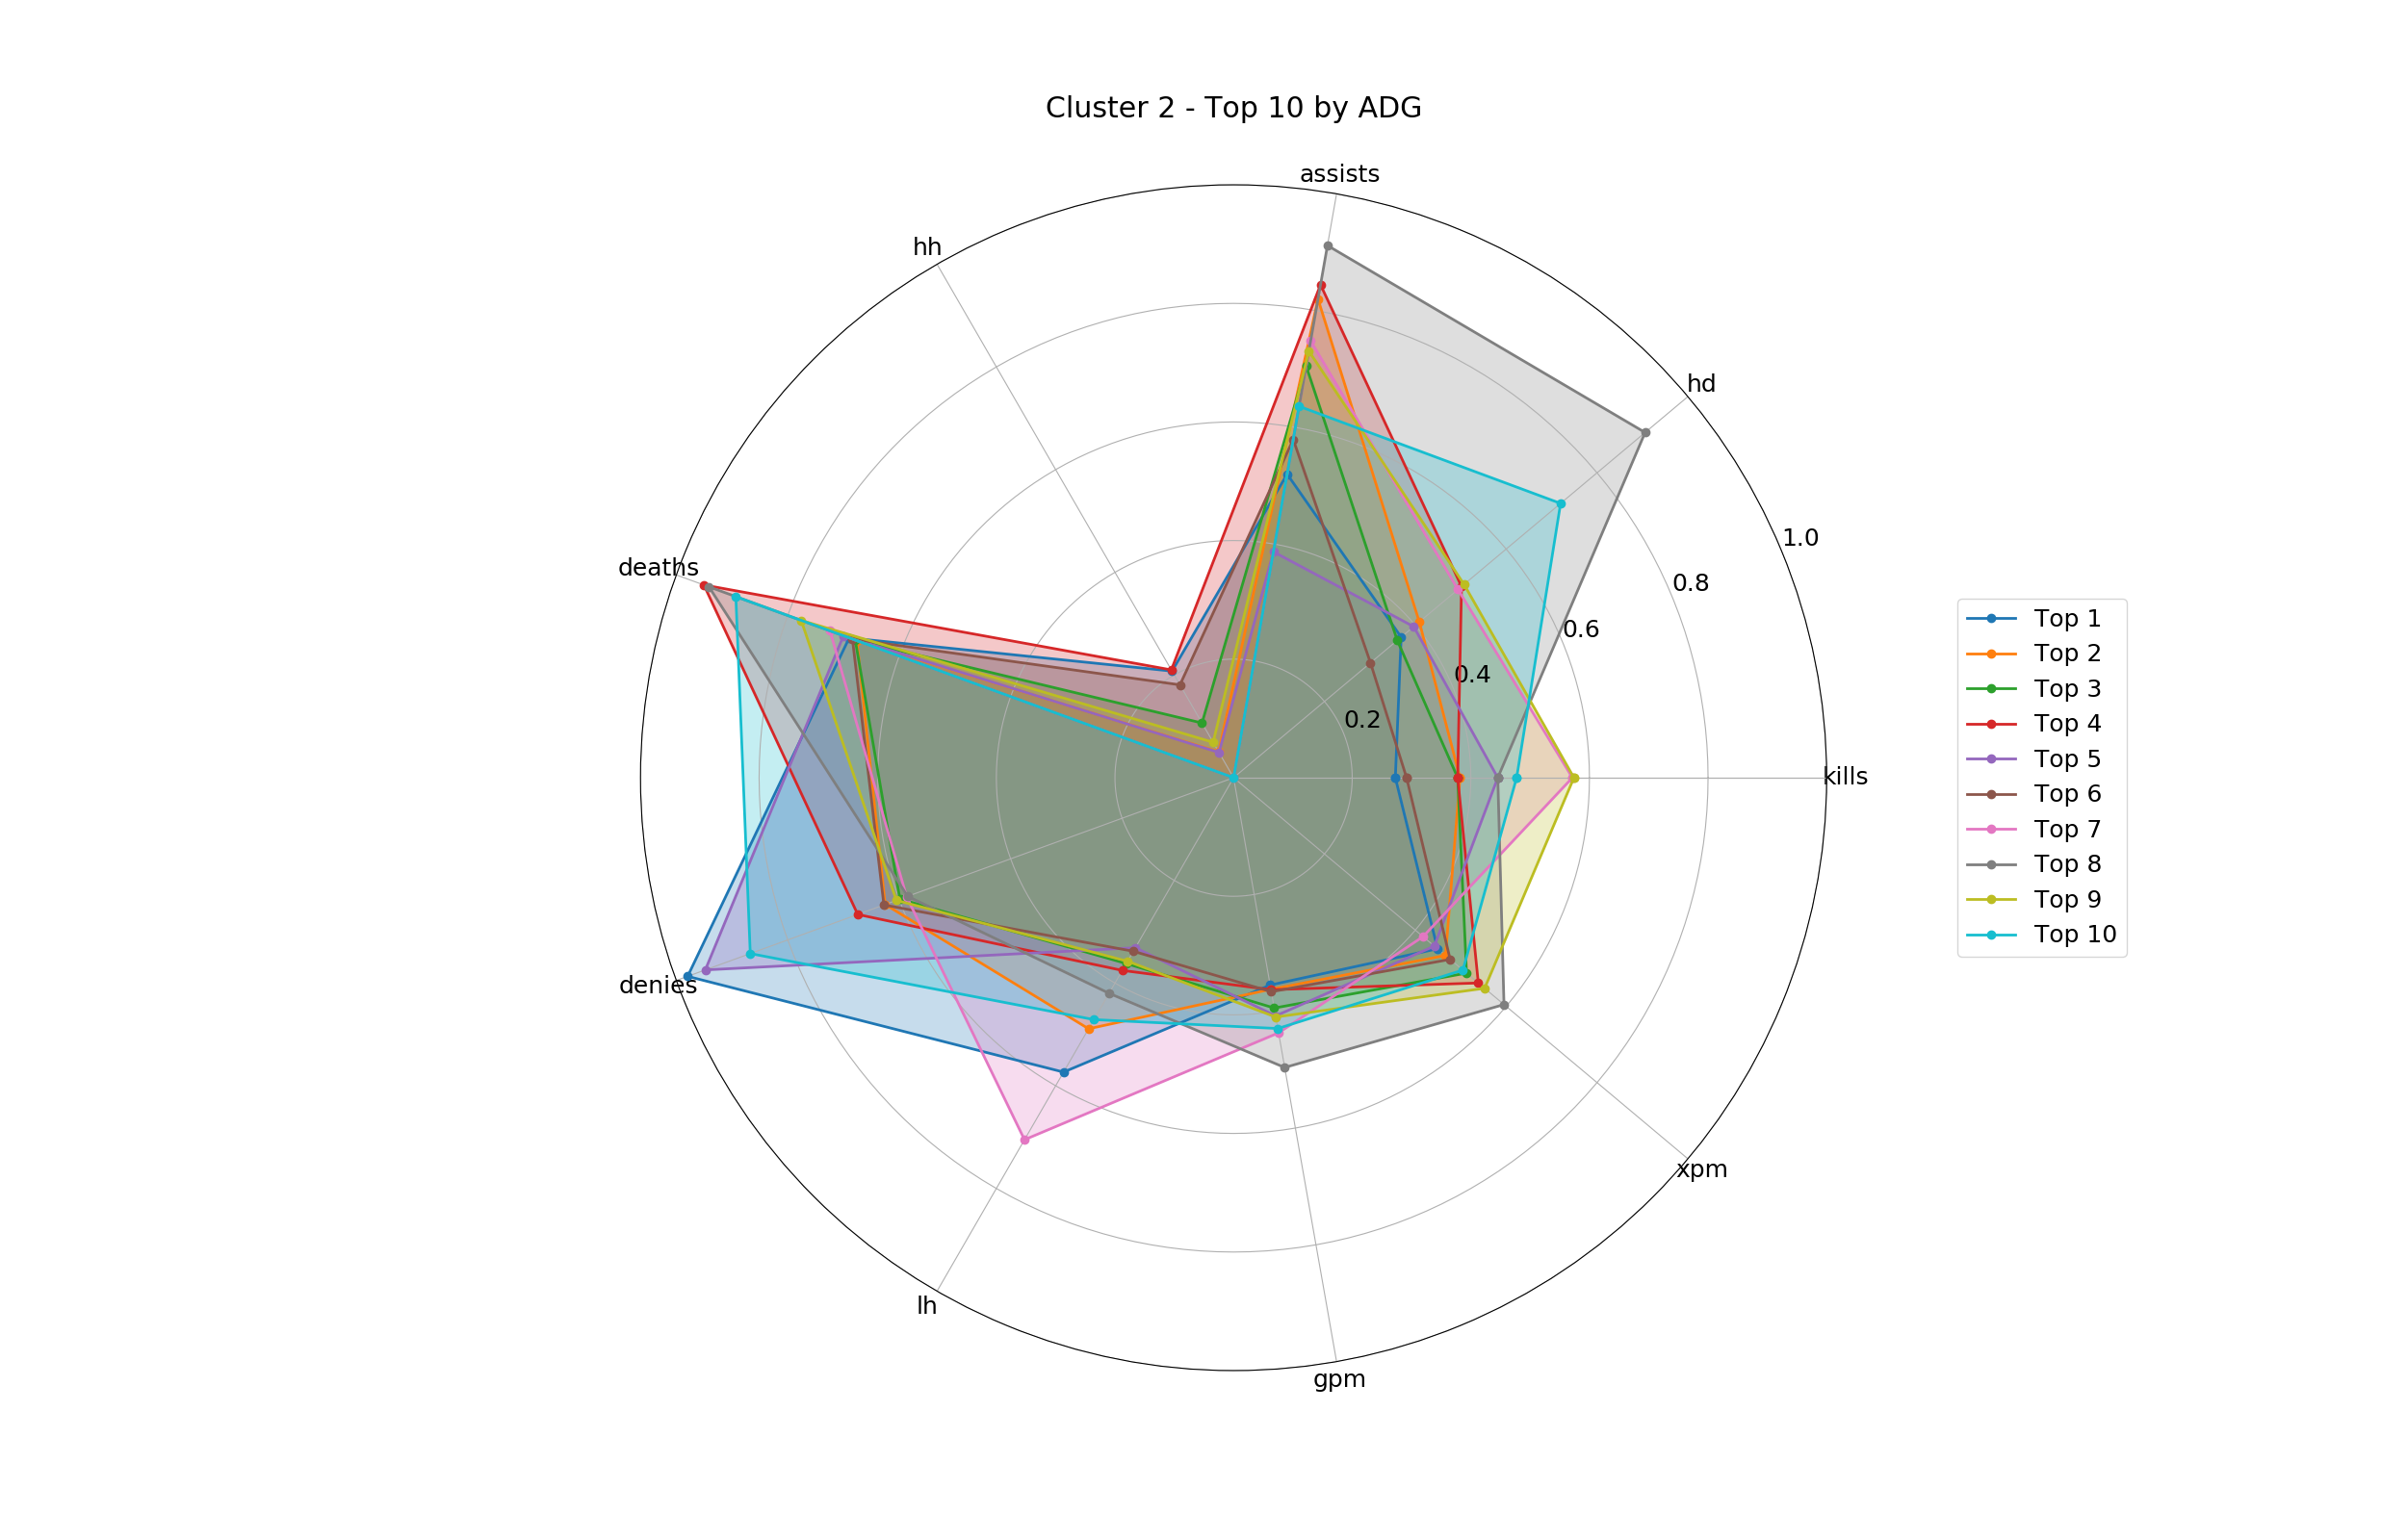 Cluster 2 - Top 10 by ADG
assists
hh
hd
1.0
deaths
0.8
0.6
0.4
0.2
kills
denies
xpm
lh
gpm
Top 1
Top 2
Top 3
Top 4
Top 5
Top 6
Top 7
Top 8
Top 9
Top 10